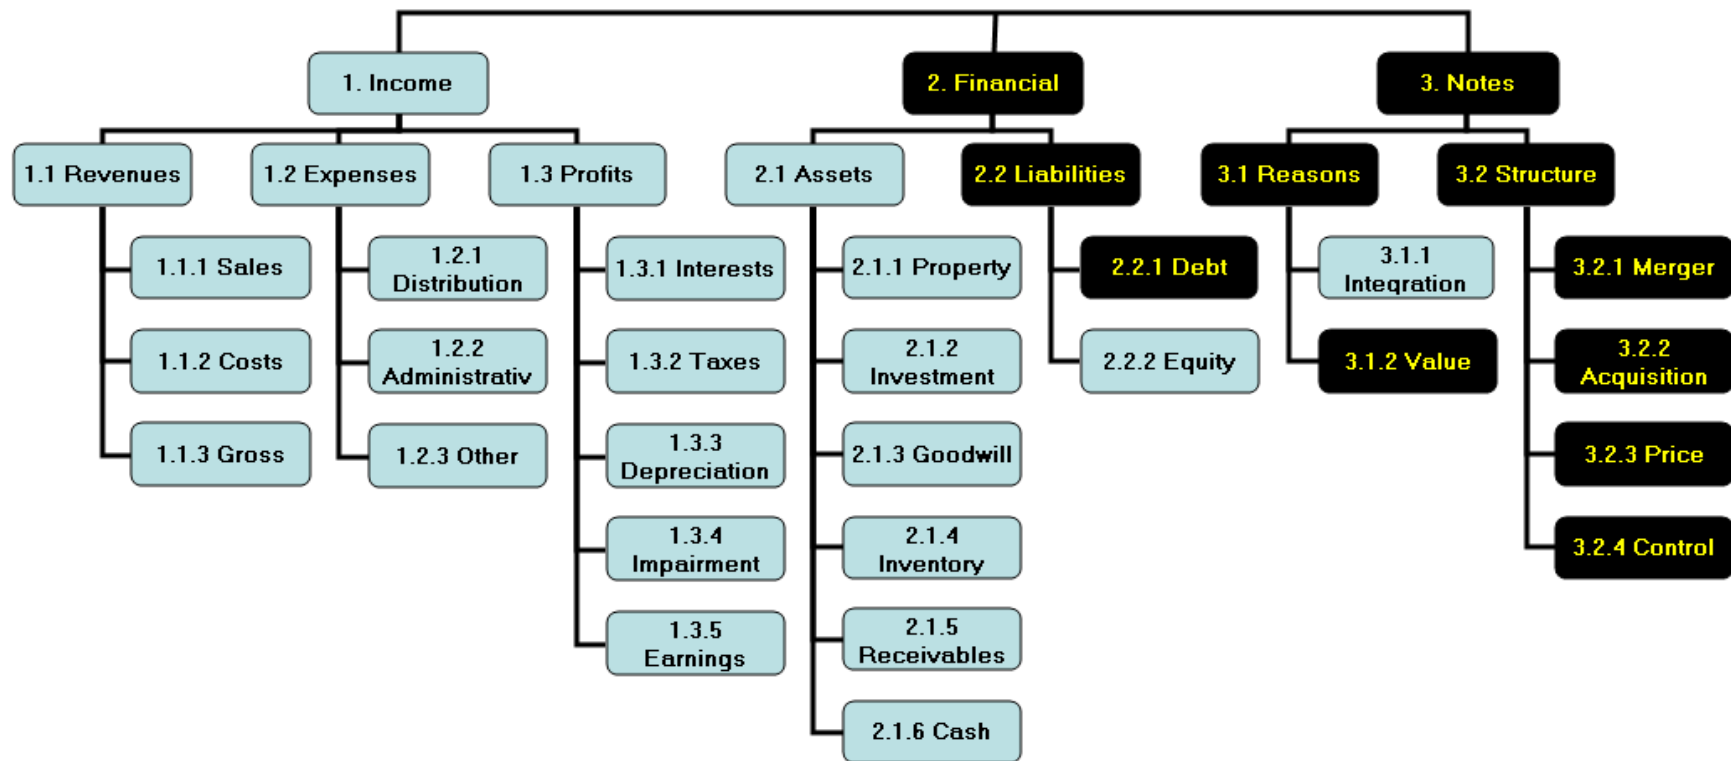 1. Income
2. Financial
3. Notes
1.1 Revenues
1.2 Expenses
1.3 Profits
2.1 Assets
2.2 Liabilities
3.1 Reasons
3.2 Structure
1.1.1 Sales
1.2.1
Distribution
1.3.1 Interests
2.1.1 Property
2.2.1 Debt
3.1.1
Inteqration
3.2.1 Merger
1.1.2 Costs
1.2.2
Administrativ
1.3.2 Taxes
2.1.2
Investment
2.2.2 Equity
3.1.2 Value
3.2.2
Acquisition
1.1.3 Gross
1.2.3 Other
1.3.3
Depreciation
2.1.3 Goodwill
3.2.3 Price
1.3.4
Impairment
2.1.4
Inventory
3.2.4 Control
1.3.5
Earnings
2.1.5
Receivables
2.1.6 Cash